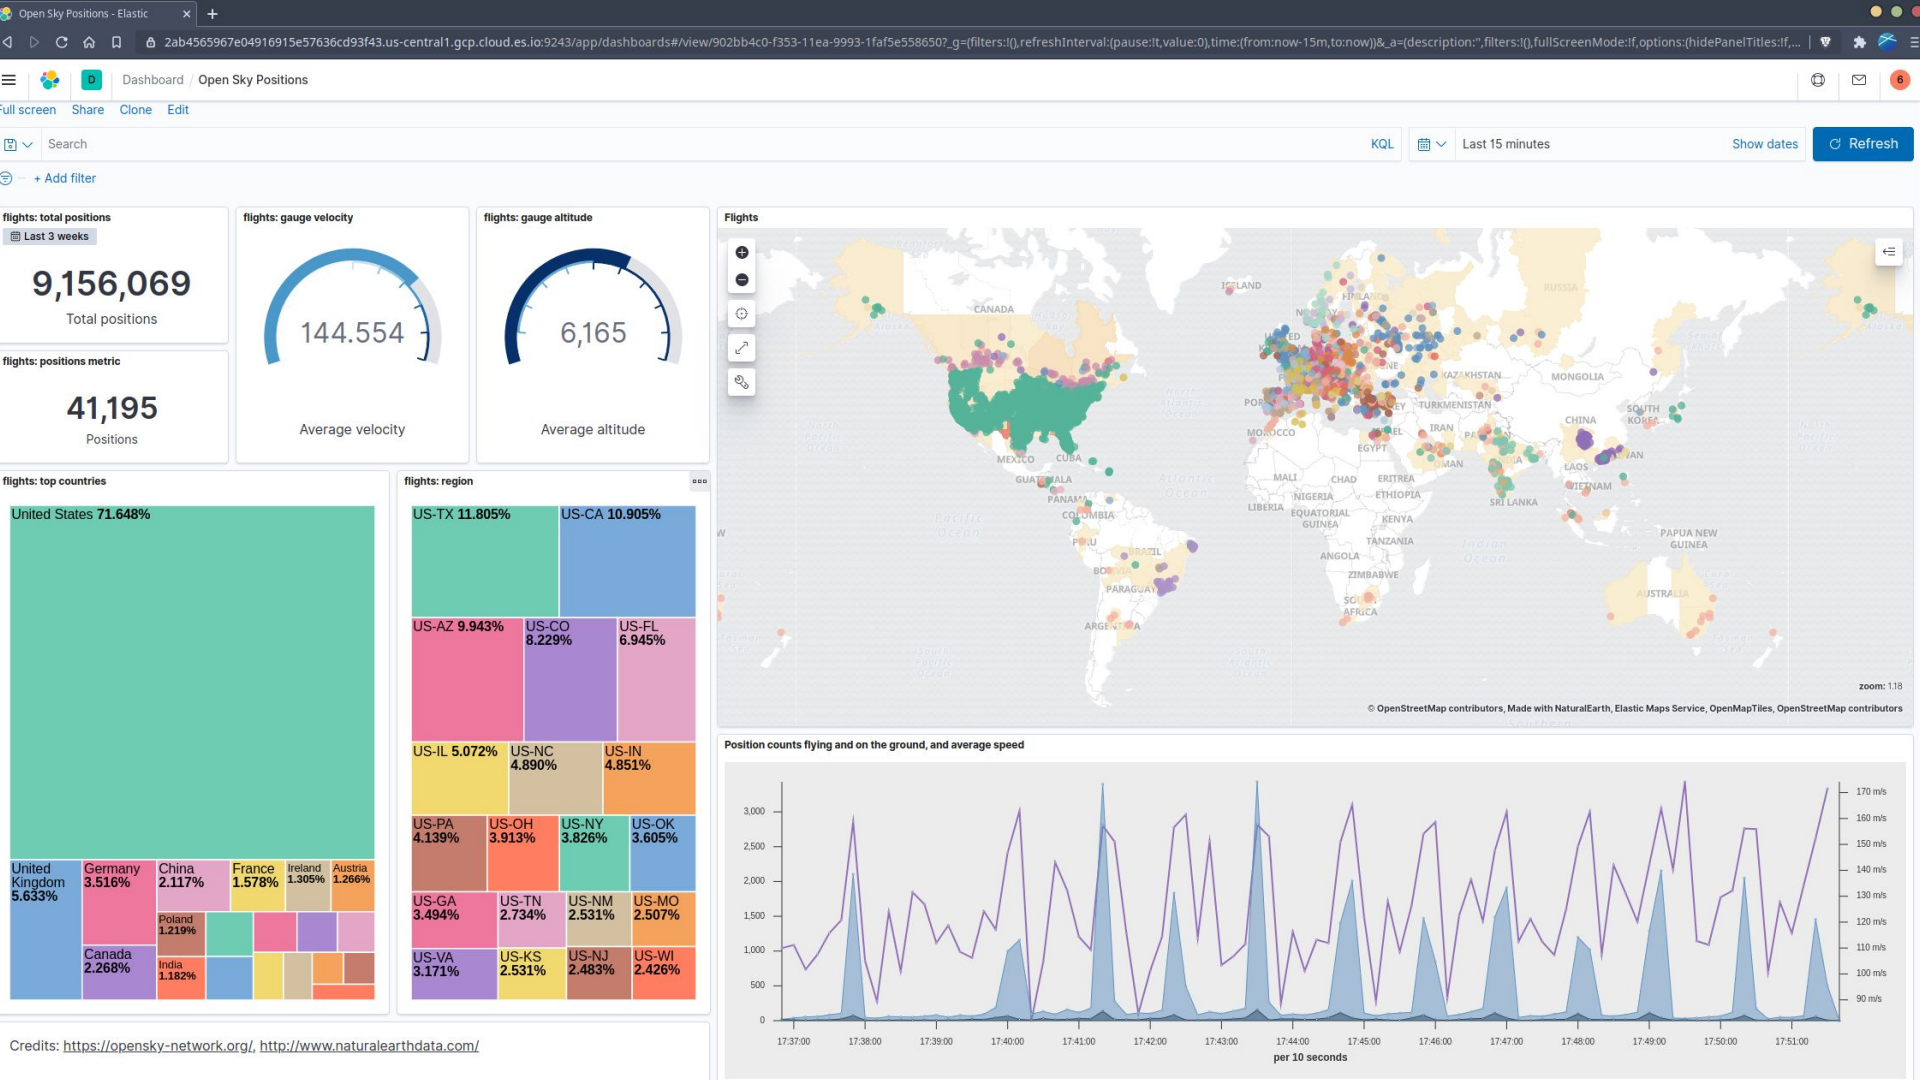 Open Sky Positions - Elastic
2ab4565967e04916915e57636cd93f43.us-central1.gcp.cloud.es.io:9243/app/dashboards#/view/902bb4c0-f353-11ea-9993-1faf5e558650?_g=(filters:!(),refreshInterval:(pause:!t,value:0),time:(from:now-15m,to:now))&_a=(description:'',filters:!(),fullScreenMode:!f,options:(hidePanelTitles:!f,...
D Dashboard / Open Sky Positions 6
Full screen Share Clone Edit
Search KQL Last 15 minutes Show dates Refresh
+ Add filter
flights: total positions
Last 3 weeks
9,156,069
Total positions
flights: positions metric
41,195
Positions
flights: gauge velocity
144.554
Average velocity
flights: gauge altitude
6,165
Average altitude
flights: top countries
United States 71.648%
United Kingdom 5.633%
Germany 3.516%
Canada 2.268%
China 2.117%
France 1.578%
Ireland 1.305%
Austria 1.266%
Poland 1.219%
India 1.182%
flights: region
US-TX 11.805%
US-CA 10.905%
US-AZ 9.943%
US-CO 8.229%
US-FL 6.945%
US-IL 5.072%
US-NC 4.890%
US-IN 4.851%
US-PA 4.139%
US-OH 3.913%
US-NY 3.826%
US-OK 3.605%
US-GA 3.494%
US-TN 2.734%
US-NM 2.531%
US-MO 2.507%
US-VA 3.171%
US-KS 2.531%
US-NJ 2.483%
US-WI 2.426%
Credits: https://opensky-network.org/, http://www.naturalearthdata.com/
Flights
ICELAND
RUSSIA
CANADA
KAZAKHSTAN
MONGOLIA
TURKMENISTAN
CHINA
SOUTH KOREA
MOROCCO
IRAN
EGYPT
MEXICO
CUBA
LAOS
MALI
CHAD
ERITREA
NIGERIA
ETHIOPIA
VIETNAM
SRI LANKA
PANAMA
COLOMBIA
LIBERIA
EQUATORIAL GUINEA
KENYA
TANZANIA
PAPUA NEW GUINEA
ANGOLA
ZIMBABWE
PARAGUAY
AUSTRALIA
Pacific Ocean
Atlantic Ocean
Indian Ocean
zoom: 1.18
© OpenStreetMap contributors, Made with NaturalEarth, Elastic Maps Service, OpenMapTiles, OpenStreetMap contributors
Position counts flying and on the ground, and average speed
3,000
2,500
2,000
1,500
1,000
500
0
170 m/s
160 m/s
150 m/s
140 m/s
130 m/s
120 m/s
110 m/s
100 m/s
90 m/s
17:37:00 17:38:00 17:39:00 17:40:00 17:41:00 17:42:00 17:43:00 17:44:00 17:45:00 17:46:00 17:47:00 17:48:00 17:49:00 17:50:00 17:51:00
per 10 seconds